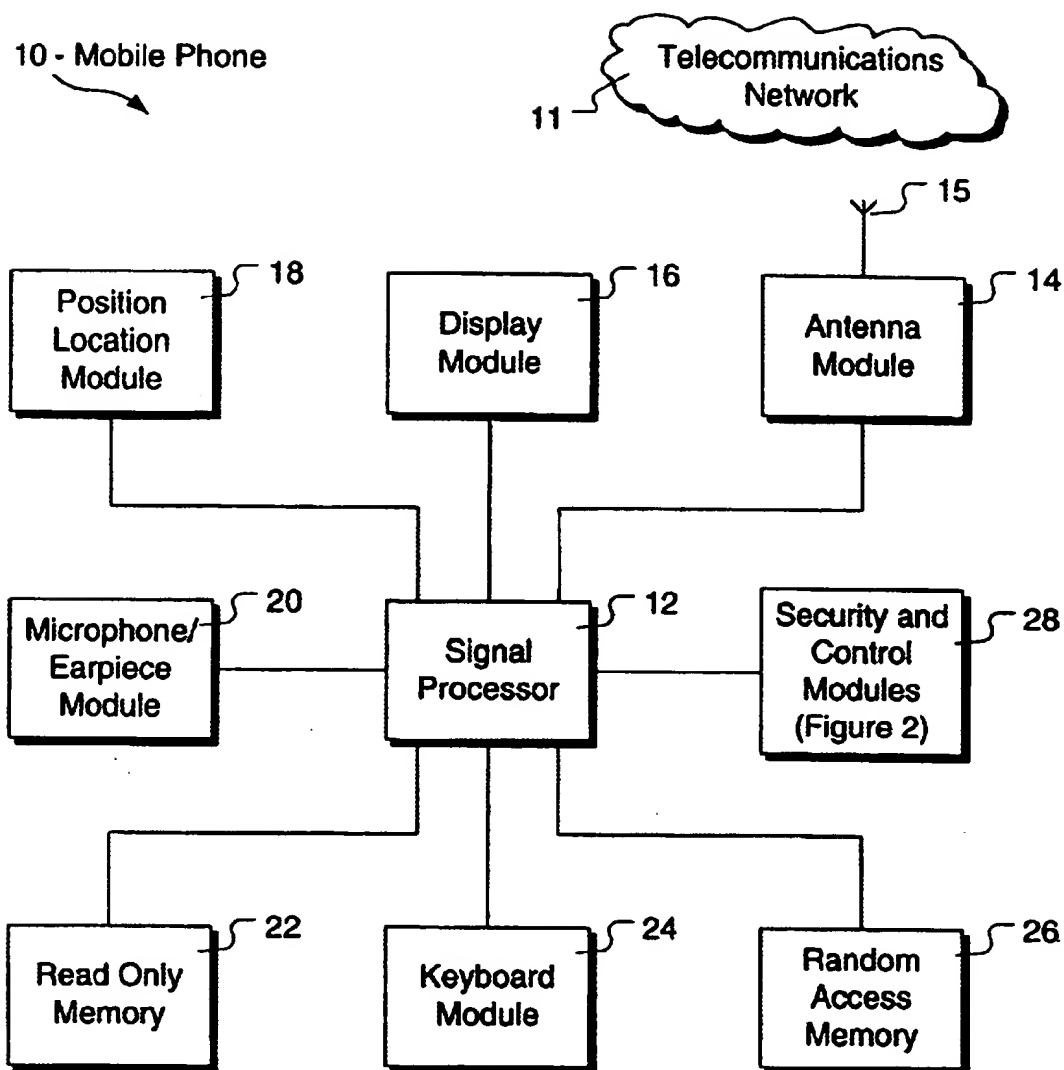 10 - Mobile Phone
Telecommunications
Network
11
15
18
Position
Location
Module
16
Display
Module
14
Antenna
Module
20
Microphone/
Earpiece
Module
12
Signal
Processor
28
Security and
Control
Modules
(Figure 2)
22
Read Only
Memory
24
Keyboard
Module
26
Random
Access
Memory